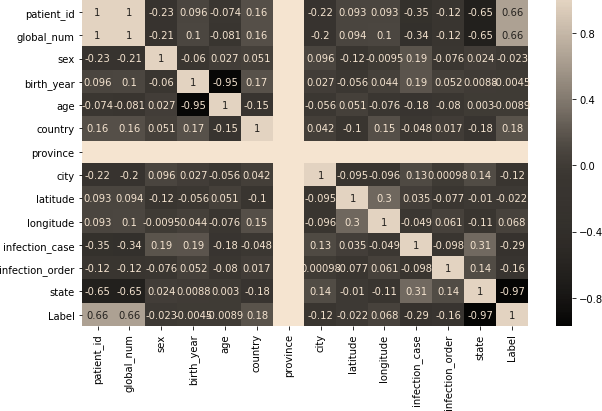 patient_id 1 1 -0.23 0.096 -0.074 0.16 -0.22 0.093 0.093 -0.35 -0.12 -0.65 0.66
global_num 1 1 -0.21 0.1 -0.081 0.16 -0.2 0.094 0.1 -0.34 -0.12 -0.65 0.66
sex -0.23 -0.21 1 -0.06 0.027 0.051 0.096 -0.12 -0.0095 0.19 -0.076 0.024 -0.023
birth_year 0.096 0.1 -0.06 1 -0.95 0.17 0.027 -0.056 0.044 0.19 0.052 0.0088 -0.0045
age -0.074 -0.081 0.027 -0.95 1 -0.15 -0.056 0.051 -0.076 -0.18 -0.08 0.003 -0.0089
country 0.16 0.16 0.051 0.17 -0.15 1 0.042 -0.1 0.15 -0.048 0.017 -0.18 0.18
province
city -0.22 -0.2 0.096 0.027 -0.056 0.042 1 -0.095 -0.096 0.13 0.00098 0.14 -0.12
latitude 0.093 0.094 -0.12 -0.056 0.051 -0.1 -0.095 1 0.3 0.035 -0.077 -0.01 -0.022
longitude 0.093 0.1 -0.0095 0.044 -0.076 0.15 -0.096 0.3 1 -0.049 0.061 -0.11 0.068
infection_case -0.35 -0.34 0.19 0.19 -0.18 -0.048 0.13 0.035 -0.049 1 -0.098 0.31 -0.29
infection_order -0.12 -0.12 -0.076 0.052 -0.08 0.017 0.00098 -0.077 0.061 -0.098 1 0.14 -0.16
state -0.65 -0.65 0.024 0.0088 0.003 -0.18 0.14 -0.01 -0.11 0.31 0.14 1 -0.97
Label 0.66 0.66 -0.023 -0.0045 -0.0089 0.18 -0.12 -0.022 0.068 -0.29 -0.16 -0.97 1
patient_id global_num sex birth_year age country province city latitude longitude infection_case infection_order state Label
0.8
0.4
0.0
-0.4
-0.8